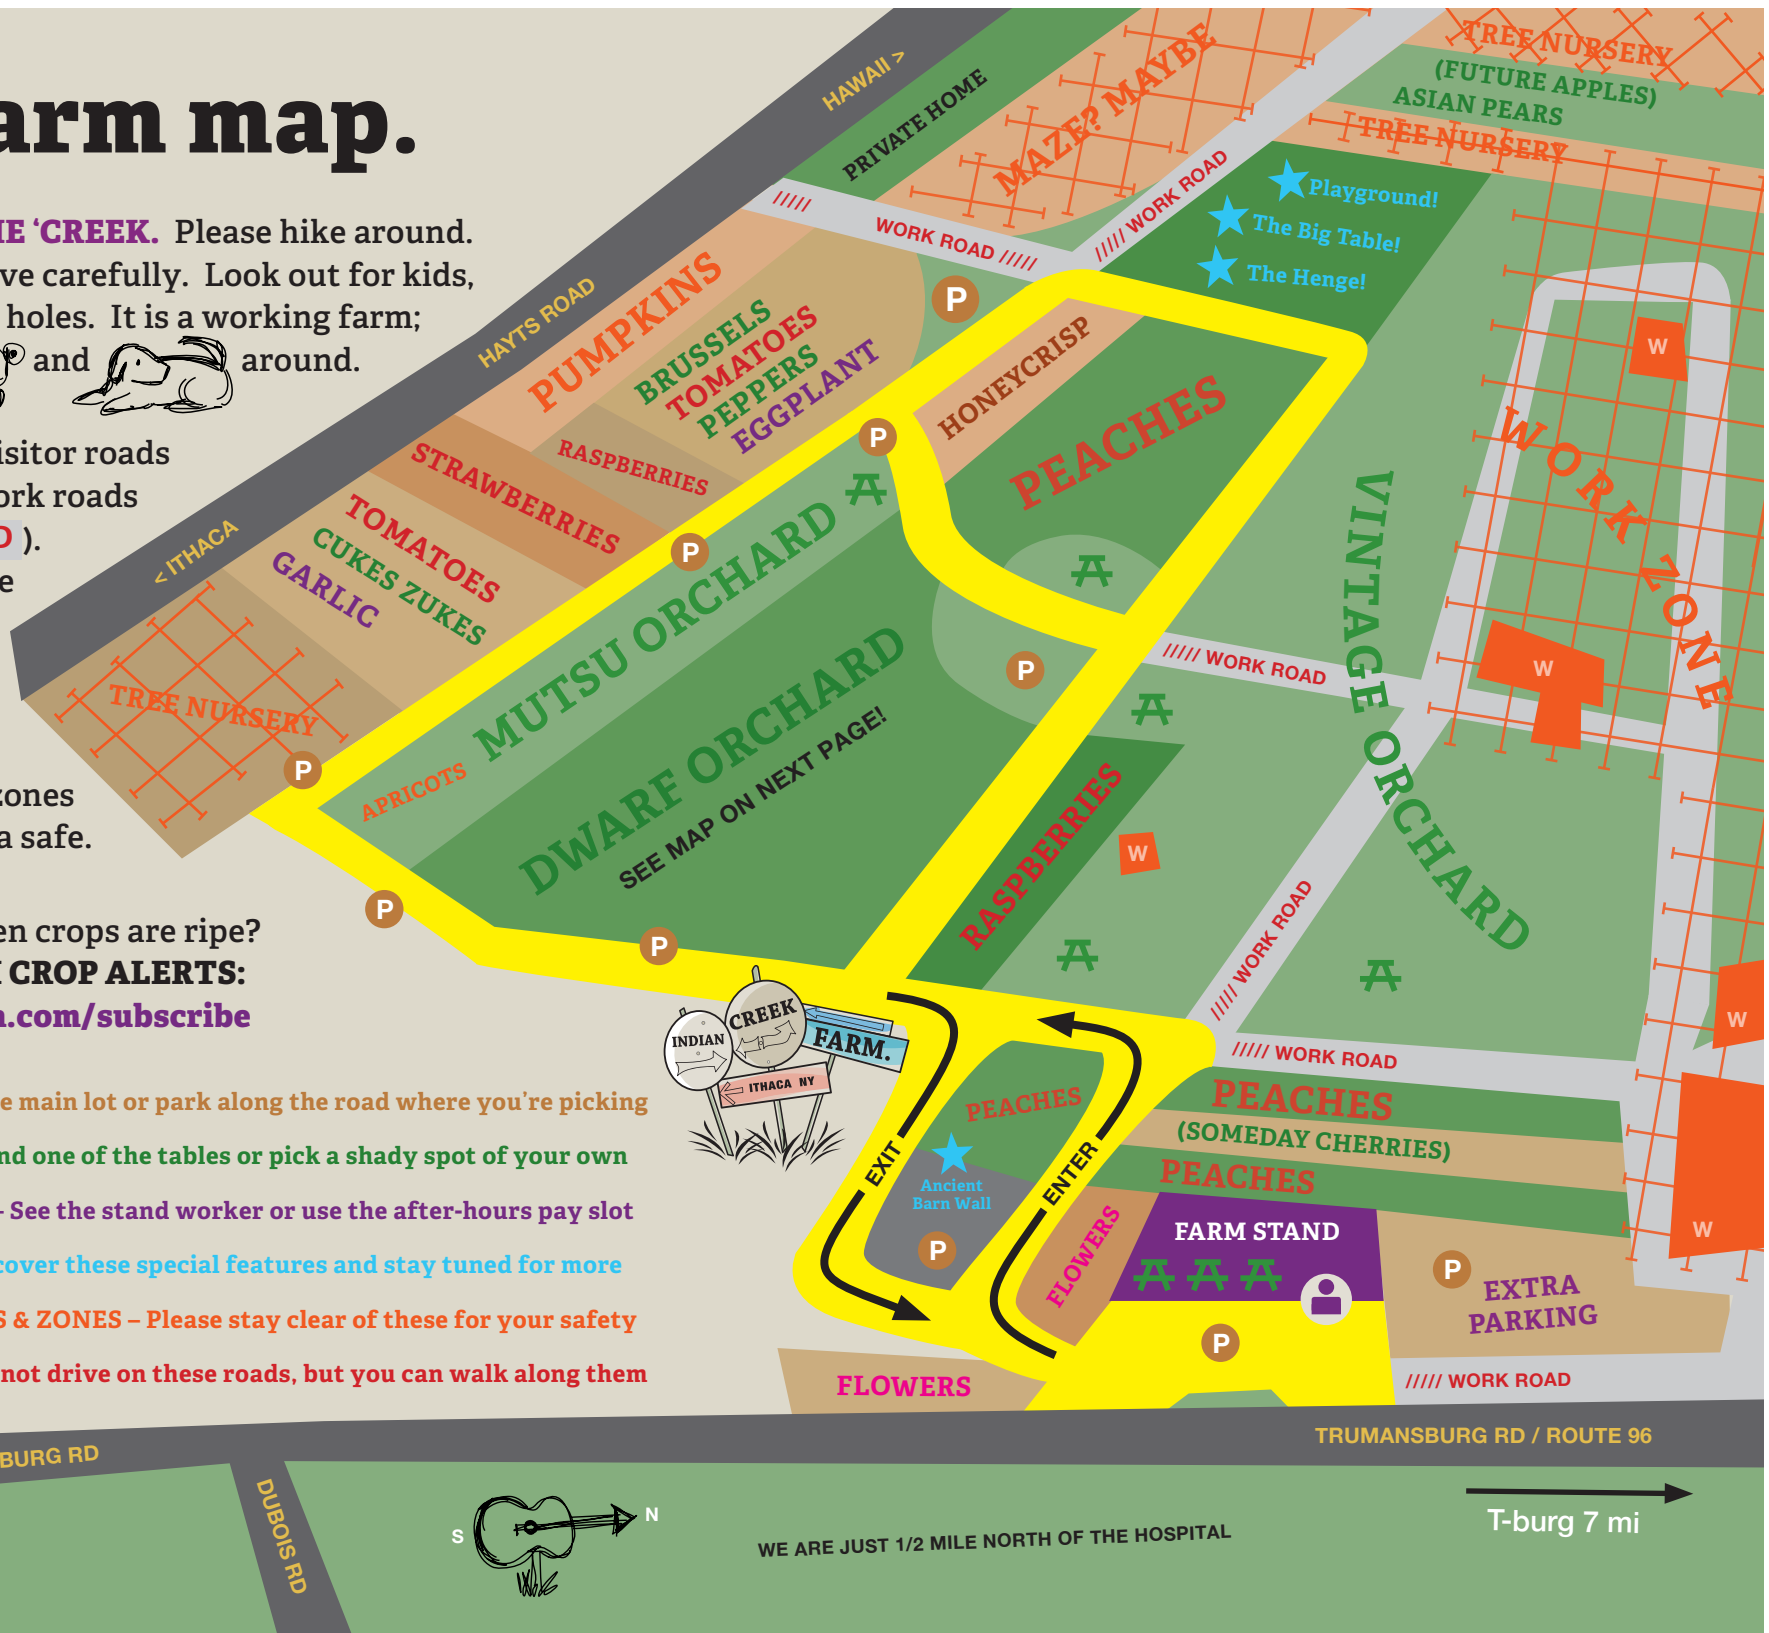 arm map.
HE ‘CREEK. Please hike around.
ve carefully. Look out for kids,
holes. It is a working farm;
and around.
isitor roads
ork roads
D ).
e
zones
a safe.
en crops are ripe?
CROP ALERTS:
.com/subscribe
e main lot or park along the road where you're picking
nd one of the tables or pick a shady spot of your own
– See the stand worker or use the after-hours pay slot
cover these special features and stay tuned for more
S & ZONES – Please stay clear of these for your safety
not drive on these roads, but you can walk along them
HAWAII >
HAYTS ROAD
< ITHACA
PRIVATE HOME
MAZE? MAYBE
TREE NURSERY
(FUTURE APPLES)
ASIAN PEARS
TREE NURSERY
///// WORK ROAD
/////
WORK ROAD /////
Playground!
The Big Table!
The Henge!
P
PUMPKINS
BRUSSELS
TOMATOES
PEPPERS
EGGPLANT
RASPBERRIES
STRAWBERRIES
TOMATOES
CUKES ZUKES
GARLIC
TREE NURSERY
HONEYCRISP
PEACHES
P
P
P
P
P
P
MUTSU ORCHARD
APRICOTS
DWARF ORCHARD
SEE MAP ON NEXT PAGE!
///// WORK ROAD
VINTAGE ORCHARD
WORK ZONE
W
W
W
W
W
RASPBERRIES
///// WORK ROAD
///// WORK ROAD
INDIAN
CREEK
FARM.
ITHACA NY
PEACHES
EXIT
ENTER
Ancient
Barn Wall
P
PEACHES
(SOMEDAY CHERRIES)
PEACHES
FLOWERS
FARM STAND
P
P
EXTRA
PARKING
///// WORK ROAD
FLOWERS
TRUMANSBURG RD / ROUTE 96
BURG RD
DUBOIS RD
S
N
WE ARE JUST 1/2 MILE NORTH OF THE HOSPITAL
T-burg 7 mi